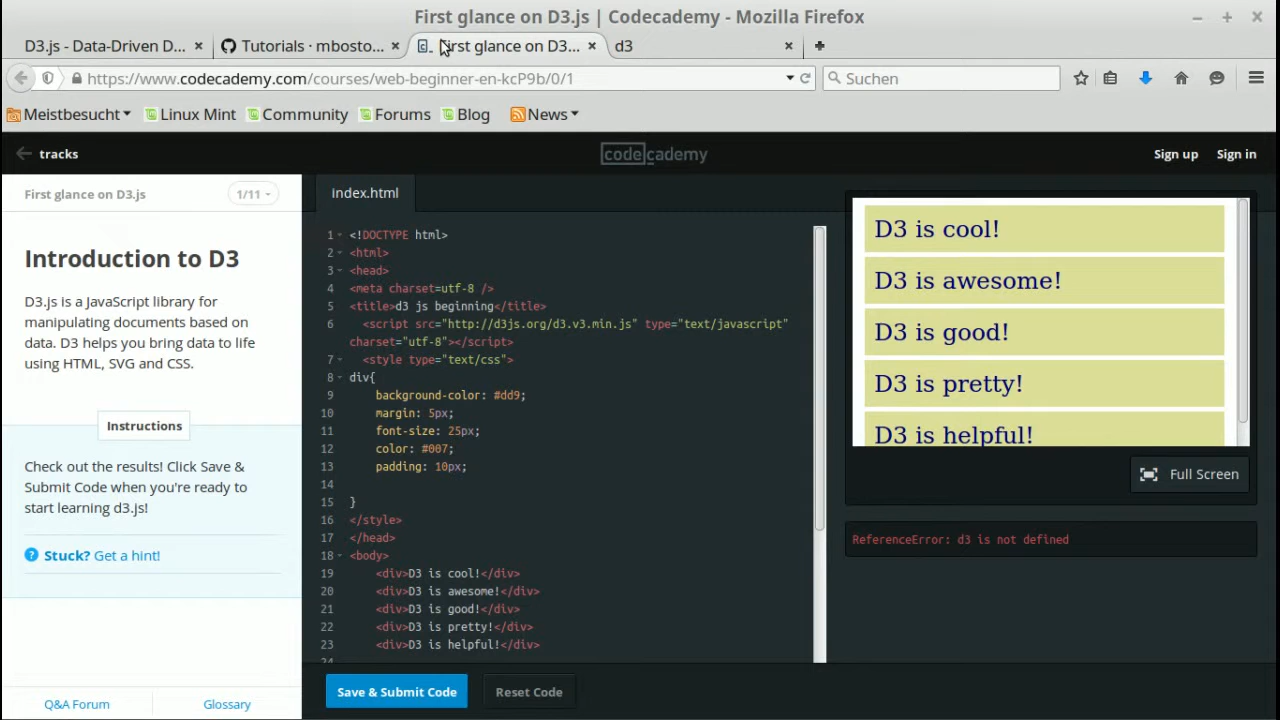 First glance on D3.js | Codecademy - Mozilla Firefox
D3.js - Data-Driven D...
Tutorials · mbosto...
First glance on D3...
d3
https://www.codecademy.com/courses/web-beginner-en-kcP9b/0/1
Suchen
Meistbesucht
Linux Mint
Community
Forums
Blog
News
tracks
codecademy
Sign up
Sign in
First glance on D3.js
1/11
Introduction to D3
D3.js is a JavaScript library for
manipulating documents based on
data. D3 helps you bring data to life
using HTML, SVG and CSS.
Instructions
Check out the results! Click Save &
Submit Code when you're ready to
start learning d3.js!
Stuck? Get a hint!
Q&A Forum
Glossary
index.html
1 <!DOCTYPE html>
2 <html>
3 <head>
4 <meta charset=utf-8 />
5 <title>d3 js beginning</title>
6 <script src="http://d3js.org/d3.v3.min.js" type="text/javascript"
charset="utf-8"></script>
7 <style type="text/css">
8 div{
9 background-color: #dd9;
10 margin: 5px;
11 font-size: 25px;
12 color: #007;
13 padding: 10px;
14
15 }
16 </style>
17 </head>
18 <body>
19 <div>D3 is cool!</div>
20 <div>D3 is awesome!</div>
21 <div>D3 is good!</div>
22 <div>D3 is pretty!</div>
23 <div>D3 is helpful!</div>
24
Save & Submit Code
Reset Code
D3 is cool!
D3 is awesome!
D3 is good!
D3 is pretty!
D3 is helpful!
Full Screen
ReferenceError: d3 is not defined